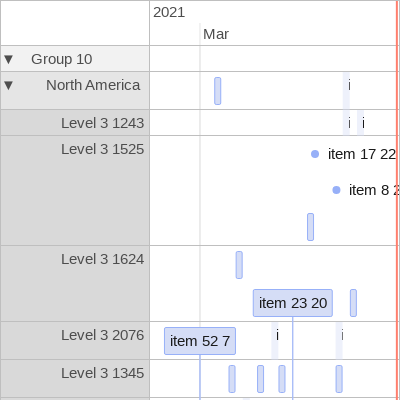 2021
Mar
▼ Group 10
▼ North America i
Level 3 1243 i i
Level 3 1525 item 17 22
item 8 2
Level 3 1624
item 23 20
Level 3 2076 item 52 7 i i
Level 3 1345